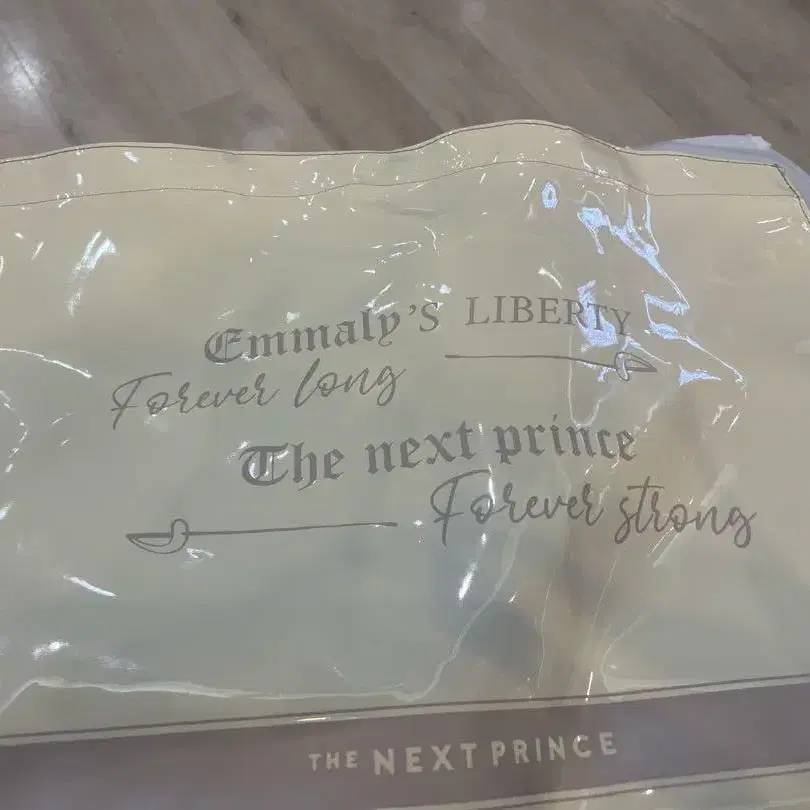 Emmaly'S LIBERTY
Forever long
The next prince
Forever strong
THE NEXT PRINCE